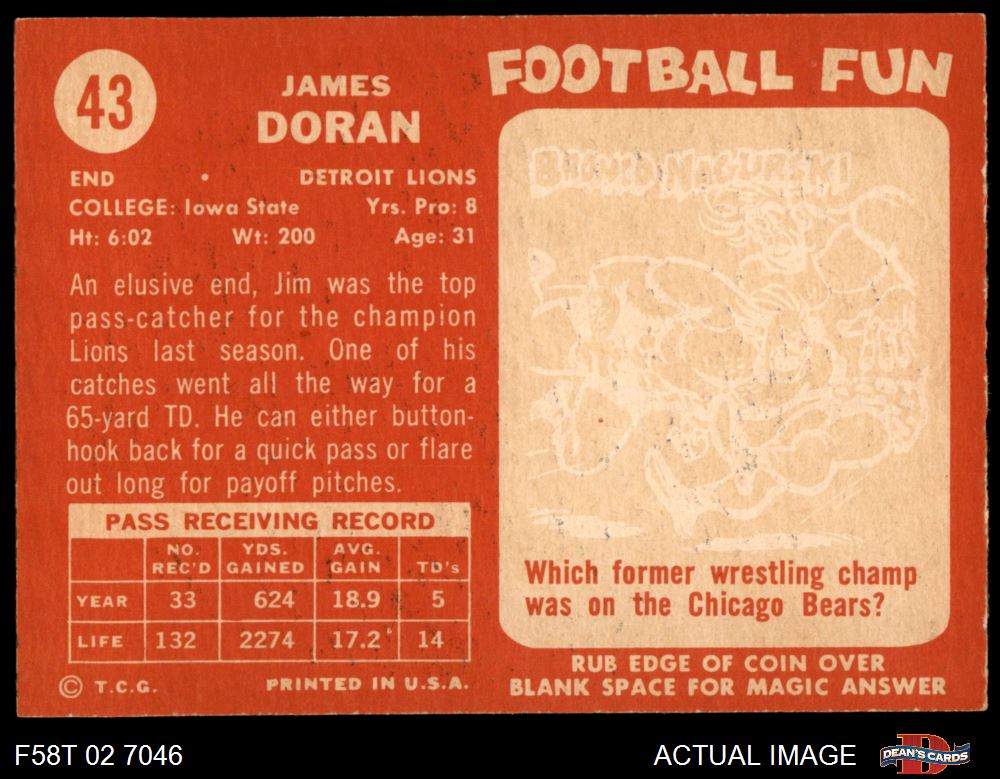 43
JAMES
DORAN
END • DETROIT LIONS
COLLEGE: Iowa State Yrs. Pro: 8
Ht: 6:02 Wt: 200 Age: 31
An elusive end, Jim was the top
pass-catcher for the champion
Lions last season. One of his
catches went all the way for a
65-yard TD. He can either button-
hook back for a quick pass or flare
out long for payoff pitches.
PASS RECEIVING RECORD
NO. REC'D YDS. GAINED AVG. GAIN TD's
YEAR 33 624 18.9 5
LIFE 132 2274 17.2 14
© T.C.G. PRINTED IN U.S.A.
FOOTBALL FUN
BRONKO NAGURSKI
Which former wrestling champ
was on the Chicago Bears?
RUB EDGE OF COIN OVER
BLANK SPACE FOR MAGIC ANSWER
F58T 02 7046
ACTUAL IMAGE
DEAN'S CARDS